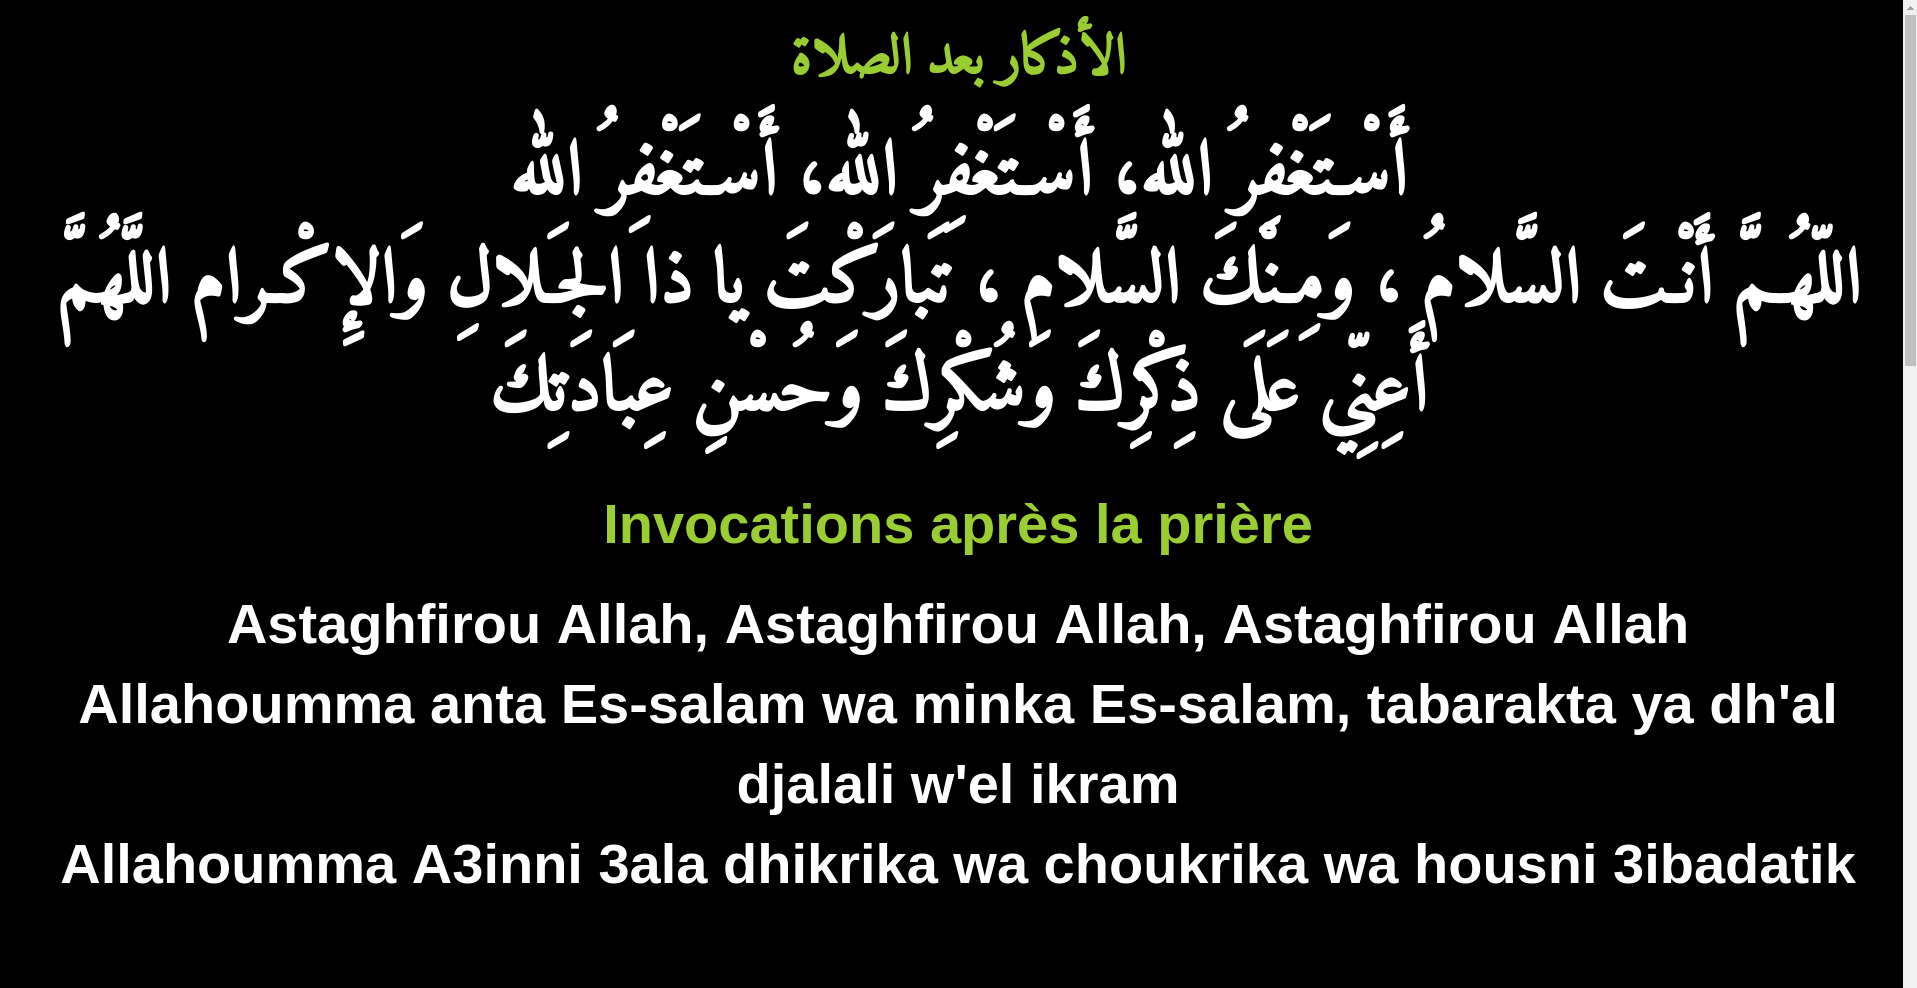 الأذكار بعد الصلاة
أَسْـتَغْفِرُ الله، أَسْـتَغْفِرُ الله، أَسْـتَغْفِرُ الله
اللّهُـمَّ أَنْـتَ السَّلامُ ، وَمِـنْكَ السَّلامِ ، تَبارَكْتَ يا ذا الجَـلالِ وَالإِكْـرام اللَّهُمَّ
أَعِنِّي عَلَى ذِكْرِكَ وَشُكْرِكَ وَحُسْنِ عِبَادَتِكَ
Invocations après la prière
Astaghfirou Allah, Astaghfirou Allah, Astaghfirou Allah
Allahoumma anta Es-salam wa minka Es-salam, tabarakta ya dh'al
djalali w'el ikram
Allahoumma A3inni 3ala dhikrika wa choukrika wa housni 3ibadatik